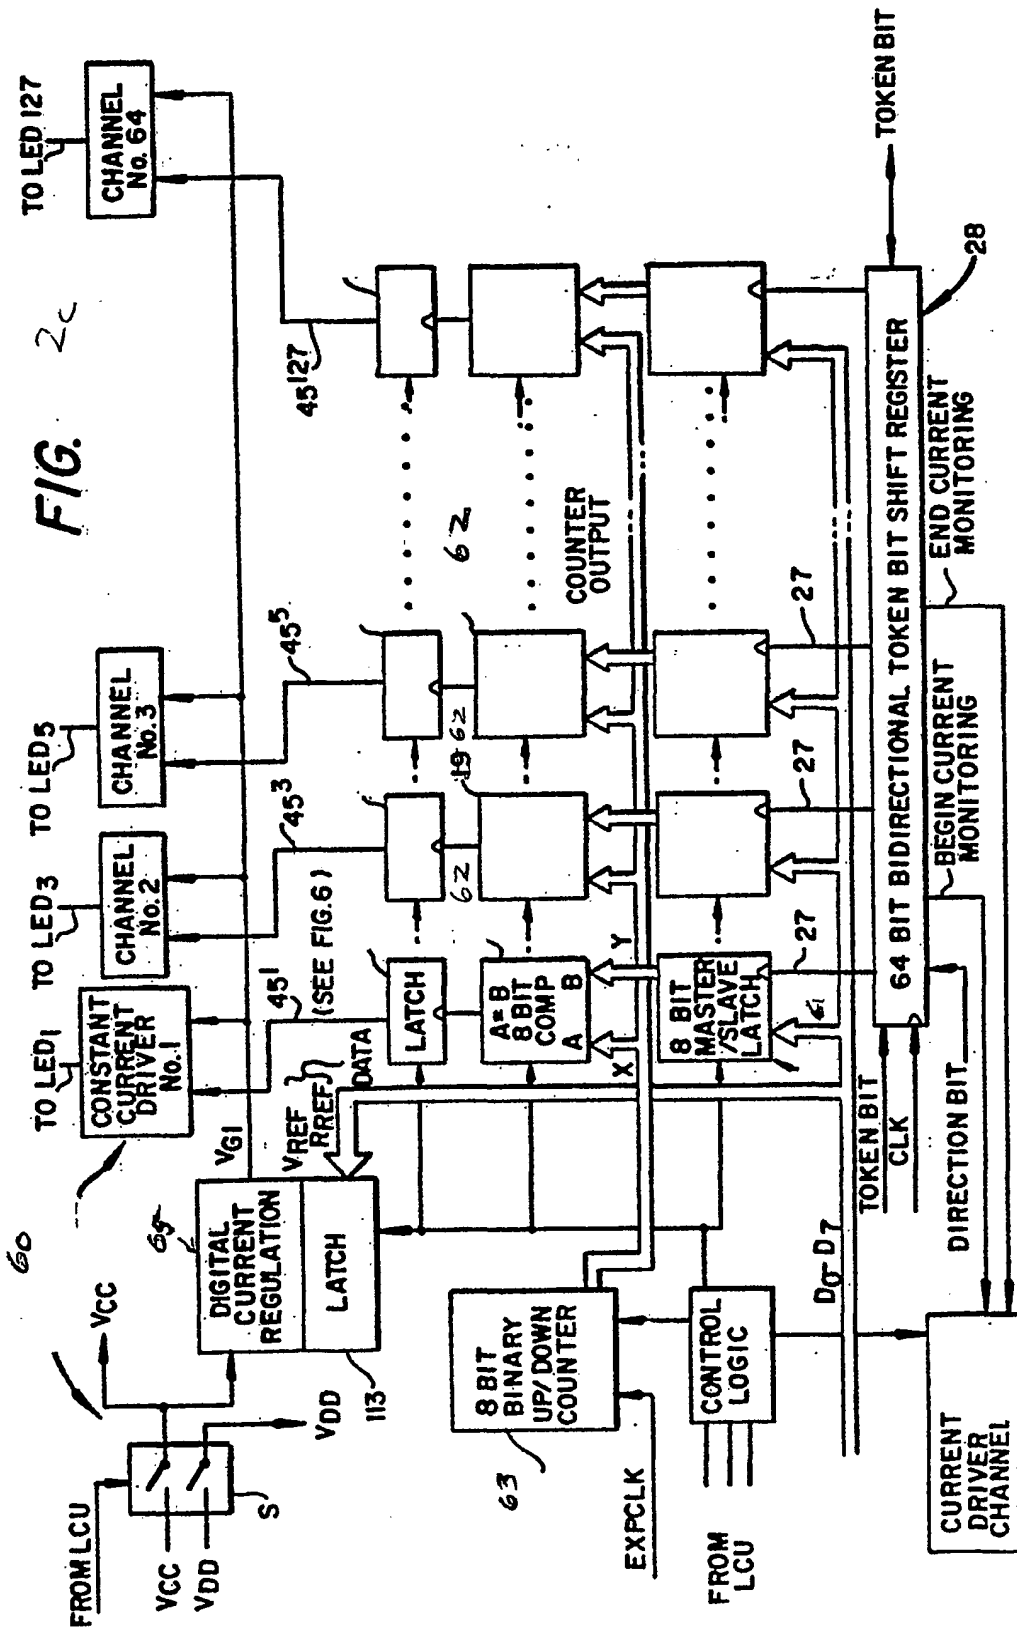 FIG. 2c
60
FROM LCU
VCC
VDD
S
VCC
VDD
TO LED1
CONSTANT
CURRENT
DRIVER
No.1
TO LED3
CHANNEL
No.2
TO LED5
CHANNEL
No.3
TO LED 127
CHANNEL
No.64
65
DIGITAL
CURRENT
REGULATION
LATCH
113
VG1
VREF
RREF
DATA
45¹
(SEE FIG.6)
45³
45⁵
45¹²⁷
LATCH
62
19
62
62
A=B
8 BIT
COMP
A B
X
Y
COUNTER
OUTPUT
63
8 BIT
BINARY
UP/DOWN
COUNTER
EXPCLK
FROM
LCU
CONTROL
LOGIC
8 BIT
MASTER
/SLAVE
LATCH
61
27
27
27
D0-D7
TOKEN BIT
CLK
DIRECTION BIT
64 BIT BIDIRECTIONAL TOKEN BIT SHIFT REGISTER
TOKEN BIT
28
BEGIN CURRENT
MONITORING
END CURRENT
MONITORING
CURRENT
DRIVER
CHANNEL